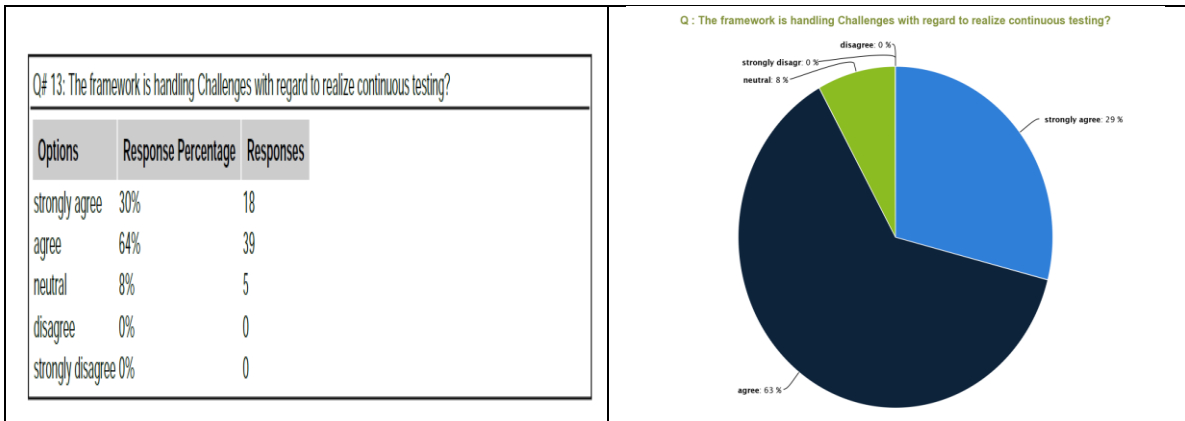 Q# 13: The framework is handling Challenges with regard to realize continuous testing?
Options Response Percentage Responses
strongly agree 30% 18
agree 64% 39
neutral 8% 5
disagree 0% 0
strongly disagree 0% 0
Q : The framework is handling Challenges with regard to realize continuous testing?
disagree: 0 %
strongly disagr: 0 %
neutral: 8 %
strongly agree: 29 %
agree: 63 %